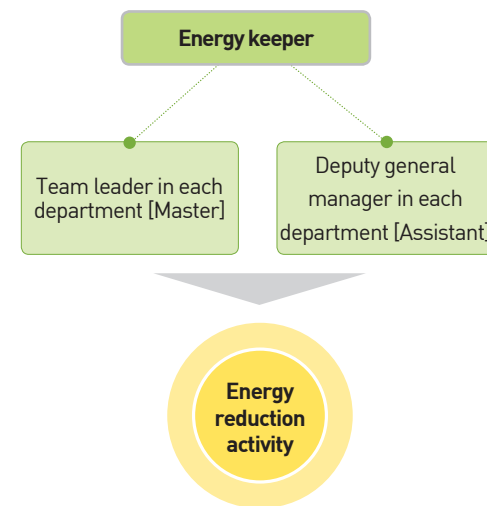 Energy keeper
Team leader in each
department [Master]
Deputy general
manager in each
department [Assistant]
Energy
reduction
activity